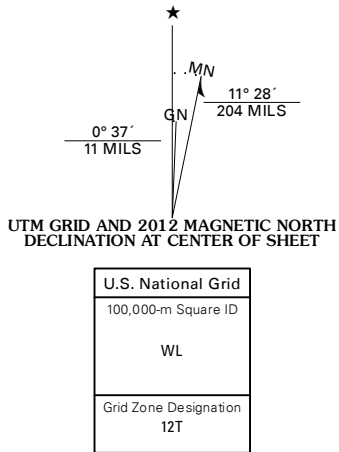 ★
MN
11° 28´
204 MILS
GN
0° 37´
11 MILS
UTM GRID AND 2012 MAGNETIC NORTH
DECLINATION AT CENTER OF SHEET
U.S. National Grid
100,000-m Square ID
WL
Grid Zone Designation
12T